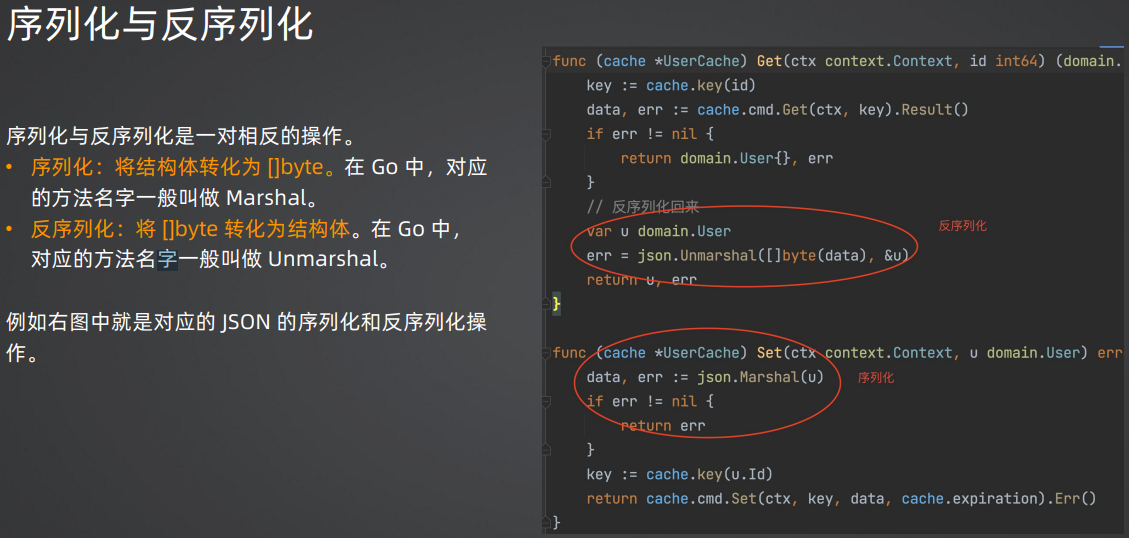 序列化与反序列化
序列化与反序列化是一对相反的操作。
• 序列化：将结构体转化为 []byte。在 Go 中，对应
的方法名字一般叫做 Marshal。
• 反序列化：将 []byte 转化为结构体。在 Go 中，
对应的方法名字一般叫做 Unmarshal。
例如右图中就是对应的 JSON 的序列化和反序列化操
作。
func (cache *UserCache) Get(ctx context.Context, id int64) (domain.
key := cache.key(id)
data, err := cache.cmd.Get(ctx, key).Result()
if err != nil {
return domain.User{}, err
}
// 反序列化回来
var u domain.User
err = json.Unmarshal([]byte(data), &u)
return u, err
}
反序列化
func (cache *UserCache) Set(ctx context.Context, u domain.User) err
data, err := json.Marshal(u)
if err != nil {
return err
}
key := cache.key(u.Id)
return cache.cmd.Set(ctx, key, data, cache.expiration).Err()
}
序列化